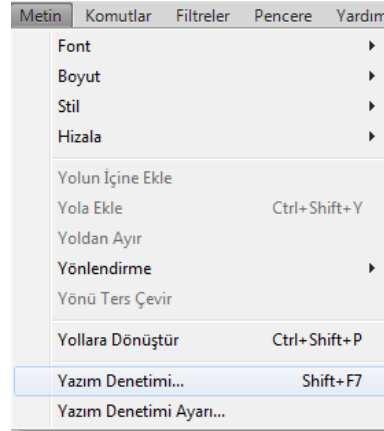 Metin Komutlar Filtreler Pencere Yardım
Font
Boyut
Stil
Hizala
Yolun İçine Ekle
Yola Ekle Ctrl+Shift+Y
Yoldan Ayır
Yönlendirme
Yönü Ters Çevir
Yollara Dönüştür Ctrl+Shift+P
Yazım Denetimi... Shift+F7
Yazım Denetimi Ayarı...